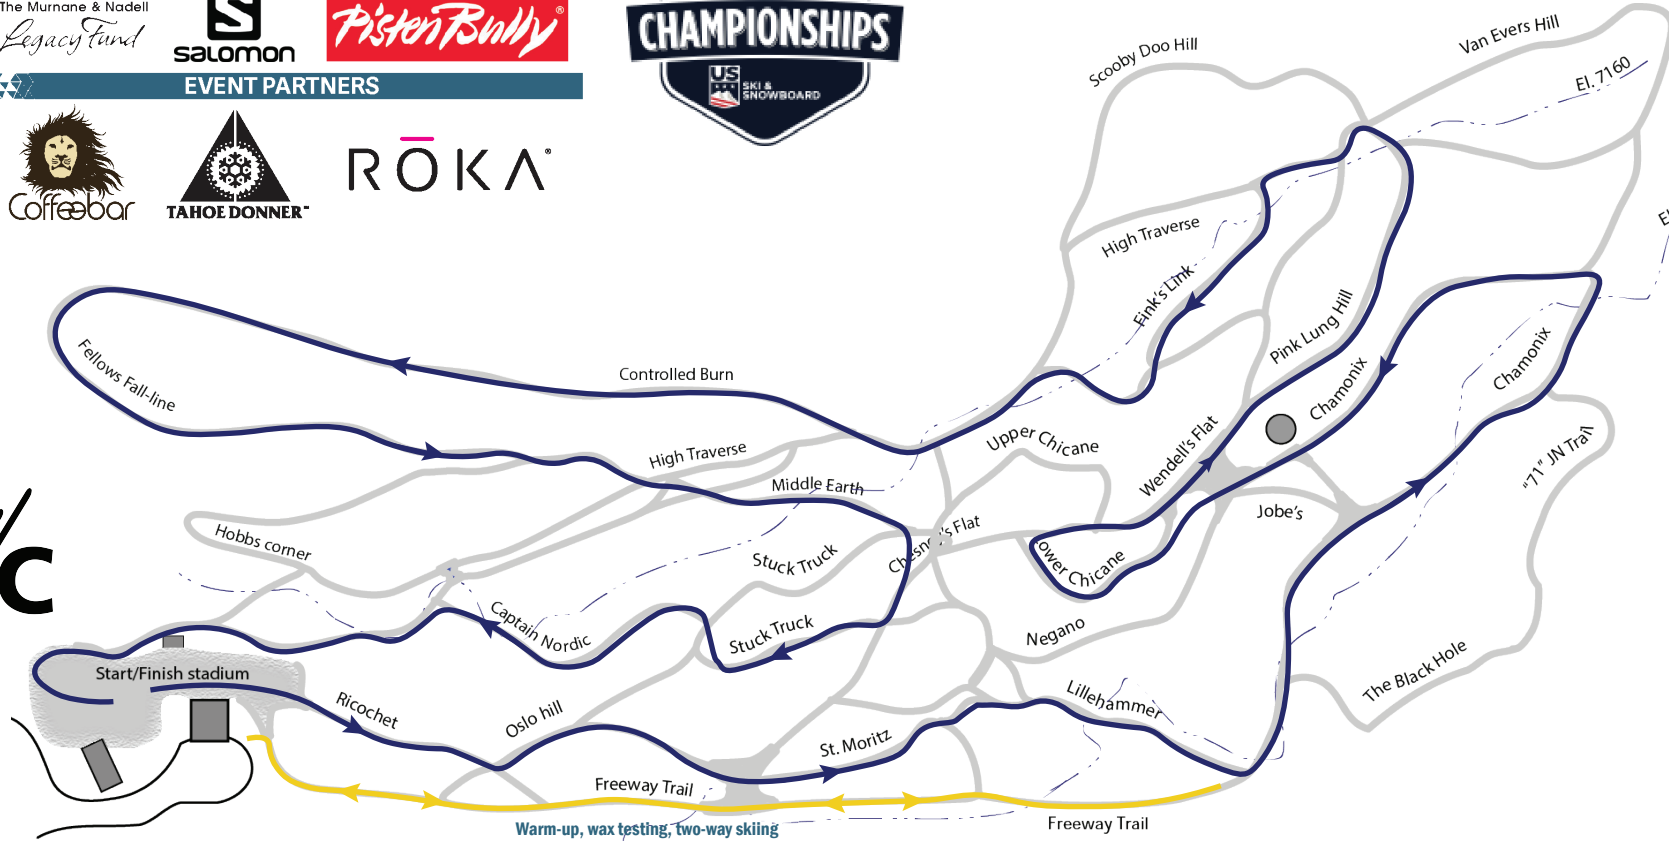 The Murnane & Nadell
Legacy Fund
S
SALOMON
PistenBully®
CHAMPIONSHIPS
US
SKI &
SNOWBOARD
EVENT PARTNERS
Coffeebar
TAHOE DONNER
RŌKA
Scooby Doo Hill
Van Evers Hill
El. 7160
High Traverse
Fink's Link
Pink Lung Hill
Chamonix
Chamonix
"71" JN Trail
Fellows Fall-line
Controlled Burn
High Traverse
Upper Chicane
Wendell's Flat
Middle Earth
Jobe's
Hobbs corner
Stuck Truck
Lower Chicane
Captain Nordic
Stuck Truck
Negano
Start/Finish stadium
The Black Hole
Ricochet
Oslo hill
Lillehammer
St. Moritz
Freeway Trail
Warm-up, wax testing, two-way skiing
Freeway Trail
C